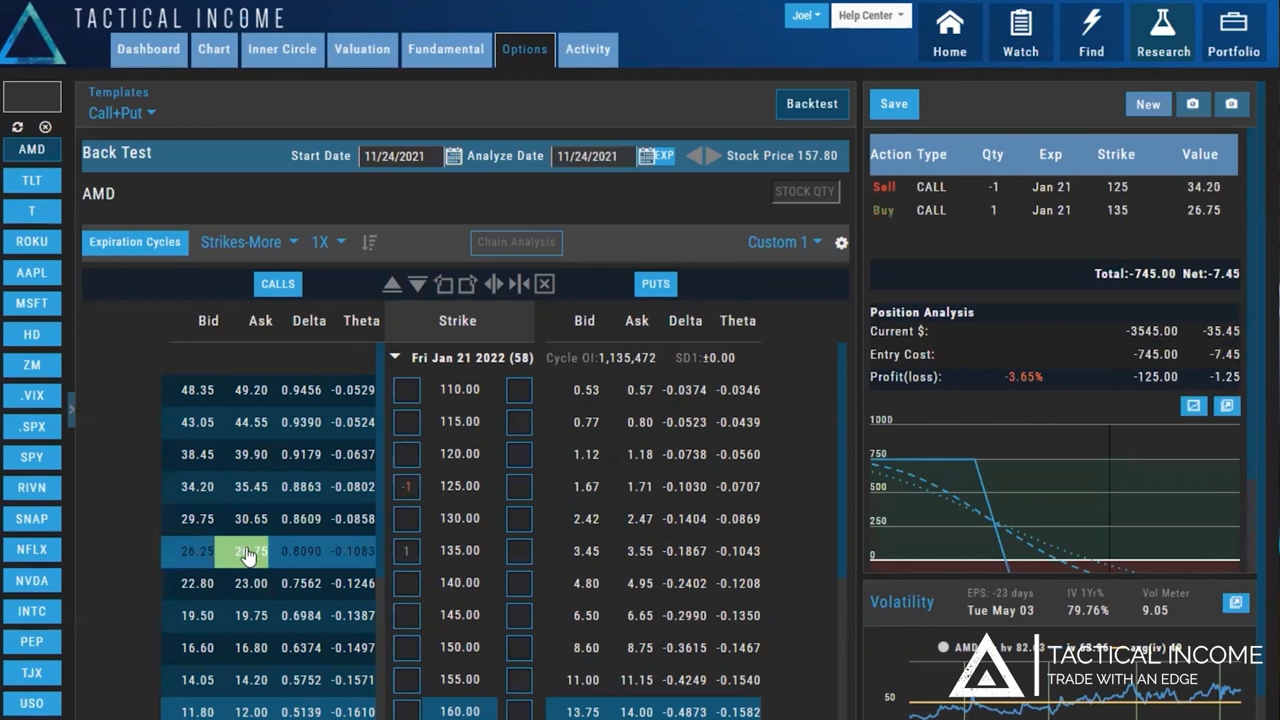 TACTICAL INCOME
Joel
Help Center
Home
Watch
Find
Research
Portfolio
Dashboard
Chart
Inner Circle
Valuation
Fundamental
Options
Activity
AMD
TLT
T
ROKU
AAPL
MSFT
HD
ZM
.VIX
.SPX
SPY
RIVN
SNAP
NFLX
NVDA
INTC
PEP
TJX
USO
Templates
Call+Put
Backtest
Back Test Start Date 11/24/2021 Analyze Date 11/24/2021 EXP Stock Price 157.80
AMD STOCK QTY
Expiration Cycles Strikes-More 1X Chain Analysis Custom 1
CALLS PUTS
Bid Ask Delta Theta Strike Bid Ask Delta Theta
Fri Jan 21 2022 (58) Cycle OI:1,135,472 SD1:±0.00
48.35 49.20 0.9456 -0.0529 110.00 0.53 0.57 -0.0374 -0.0346
43.05 44.55 0.9390 -0.0524 115.00 0.77 0.80 -0.0523 -0.0439
38.45 39.90 0.9179 -0.0637 120.00 1.12 1.18 -0.0738 -0.0560
34.20 35.45 0.8863 -0.0802 -1 125.00 1.67 1.71 -0.1030 -0.0707
29.75 30.65 0.8609 -0.0858 130.00 2.42 2.47 -0.1404 -0.0869
26.25 0.8090 -0.1083 1 135.00 3.45 3.55 -0.1867 -0.1043
22.80 23.00 0.7562 -0.1246 140.00 4.80 4.95 -0.2402 -0.1208
19.50 19.75 0.6984 -0.1387 145.00 6.50 6.65 -0.2990 -0.1350
16.60 16.80 0.6374 -0.1497 150.00 8.60 8.75 -0.3615 -0.1467
14.05 14.20 0.5752 -0.1571 155.00 11.00 11.15 -0.4249 -0.1540
11.80 12.00 0.5139 -0.1610 160.00 13.75 14.00 -0.4873 -0.1582
Save New
Action Type Qty Exp Strike Value
Sell CALL -1 Jan 21 125 34.20
Buy CALL 1 Jan 21 135 26.75
Total:-745.00 Net:-7.45
Position Analysis
Current $: -3545.00 -35.45
Entry Cost: -745.00 -7.45
Profit(loss): -3.65% -125.00 -1.25
1000
750
500
250
0
Volatility
EPS: -23 days IV 1Yr% Vol Meter
Tue May 03 79.76% 9.05
50
TACTICAL INCOME
TRADE WITH AN EDGE